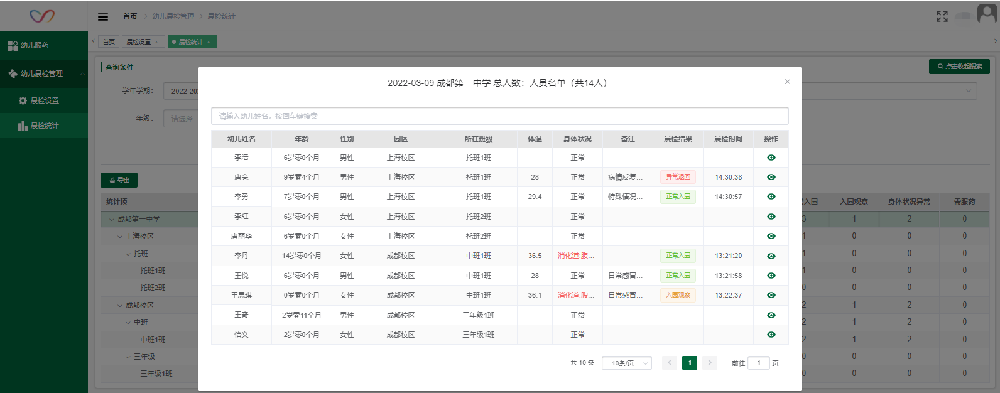 首页 > 幼儿晨检管理 > 晨检统计
首页
晨检设置 ×
晨检统计 ×
幼儿服药
幼儿晨检管理
晨检设置
晨检统计
查询条件
点击收起搜索
学年学期：
2022-202
年级：
请选择
导出
统计顶
成都第一中学
上海校区
托班
托班1班
托班2班
成都校区
中班
中班1班
三年级
三年级1班
2022-03-09 成都第一中学 总人数：人员名单（共14人）
请输入幼儿姓名，按回车键搜索
幼儿姓名 年龄 性别 园区 所在班级 体温 身体状况 备注 晨检结果 晨检时间 操作
李浩 6岁零0个月 男性 上海校区 托班1班 正常
唐亮 9岁零4个月 男性 上海校区 托班1班 28 正常 病情反复... 异常退回 14:30:38
李勇 7岁零0个月 男性 上海校区 托班1班 29.4 正常 特殊情况... 正常入园 14:30:57
李红 6岁零0个月 女性 上海校区 托班2班 正常
唐丽华 6岁零0个月 女性 上海校区 托班2班 正常
李丹 14岁零0个月 女性 成都校区 中班1班 36.5 消化道:腹... 正常入园 13:21:20
王悦 6岁零0个月 男性 成都校区 中班1班 28 正常 日常感冒... 正常入园 13:21:58
王思琪 0岁零0个月 女性 成都校区 中班1班 36.1 消化道:腹... 日常感冒... 入园观察 13:22:37
王奇 2岁零11个月 男性 成都校区 三年级1班 正常
怡义 2岁零0个月 女性 成都校区 三年级1班 正常
共 10 条 10条/页 < 1 > 前往 1 页
入园 入园观察 身体状况异常 需服药
3 1 2 0
1 0 0 0
1 0 0 0
1 0 0 0
0 0 0 0
2 1 2 0
2 1 2 0
2 1 2 0
0 0 0 0
0 0 0 0